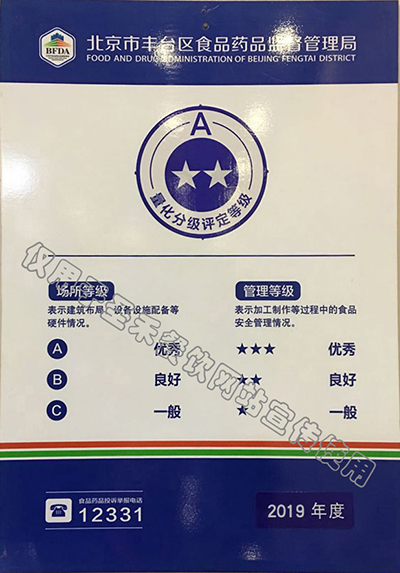 BFDA
北京市丰台区食品药品监督管理局
FOOD AND DRUG ADMINISTRATION OF BEIJING FENGTAI DISTRICT
A
★★
量化分级评定等级
场所等级
表示建筑布局、设备设施配备等
硬件情况。
A 优秀
B 良好
C 一般
管理等级
表示加工制作等过程中的食品
安全管理情况。
★★★ 优秀
★★ 良好
★ 一般
仅用于至禾餐饮网站宣传使用
食品药品投诉举报电话
12331
2019 年度